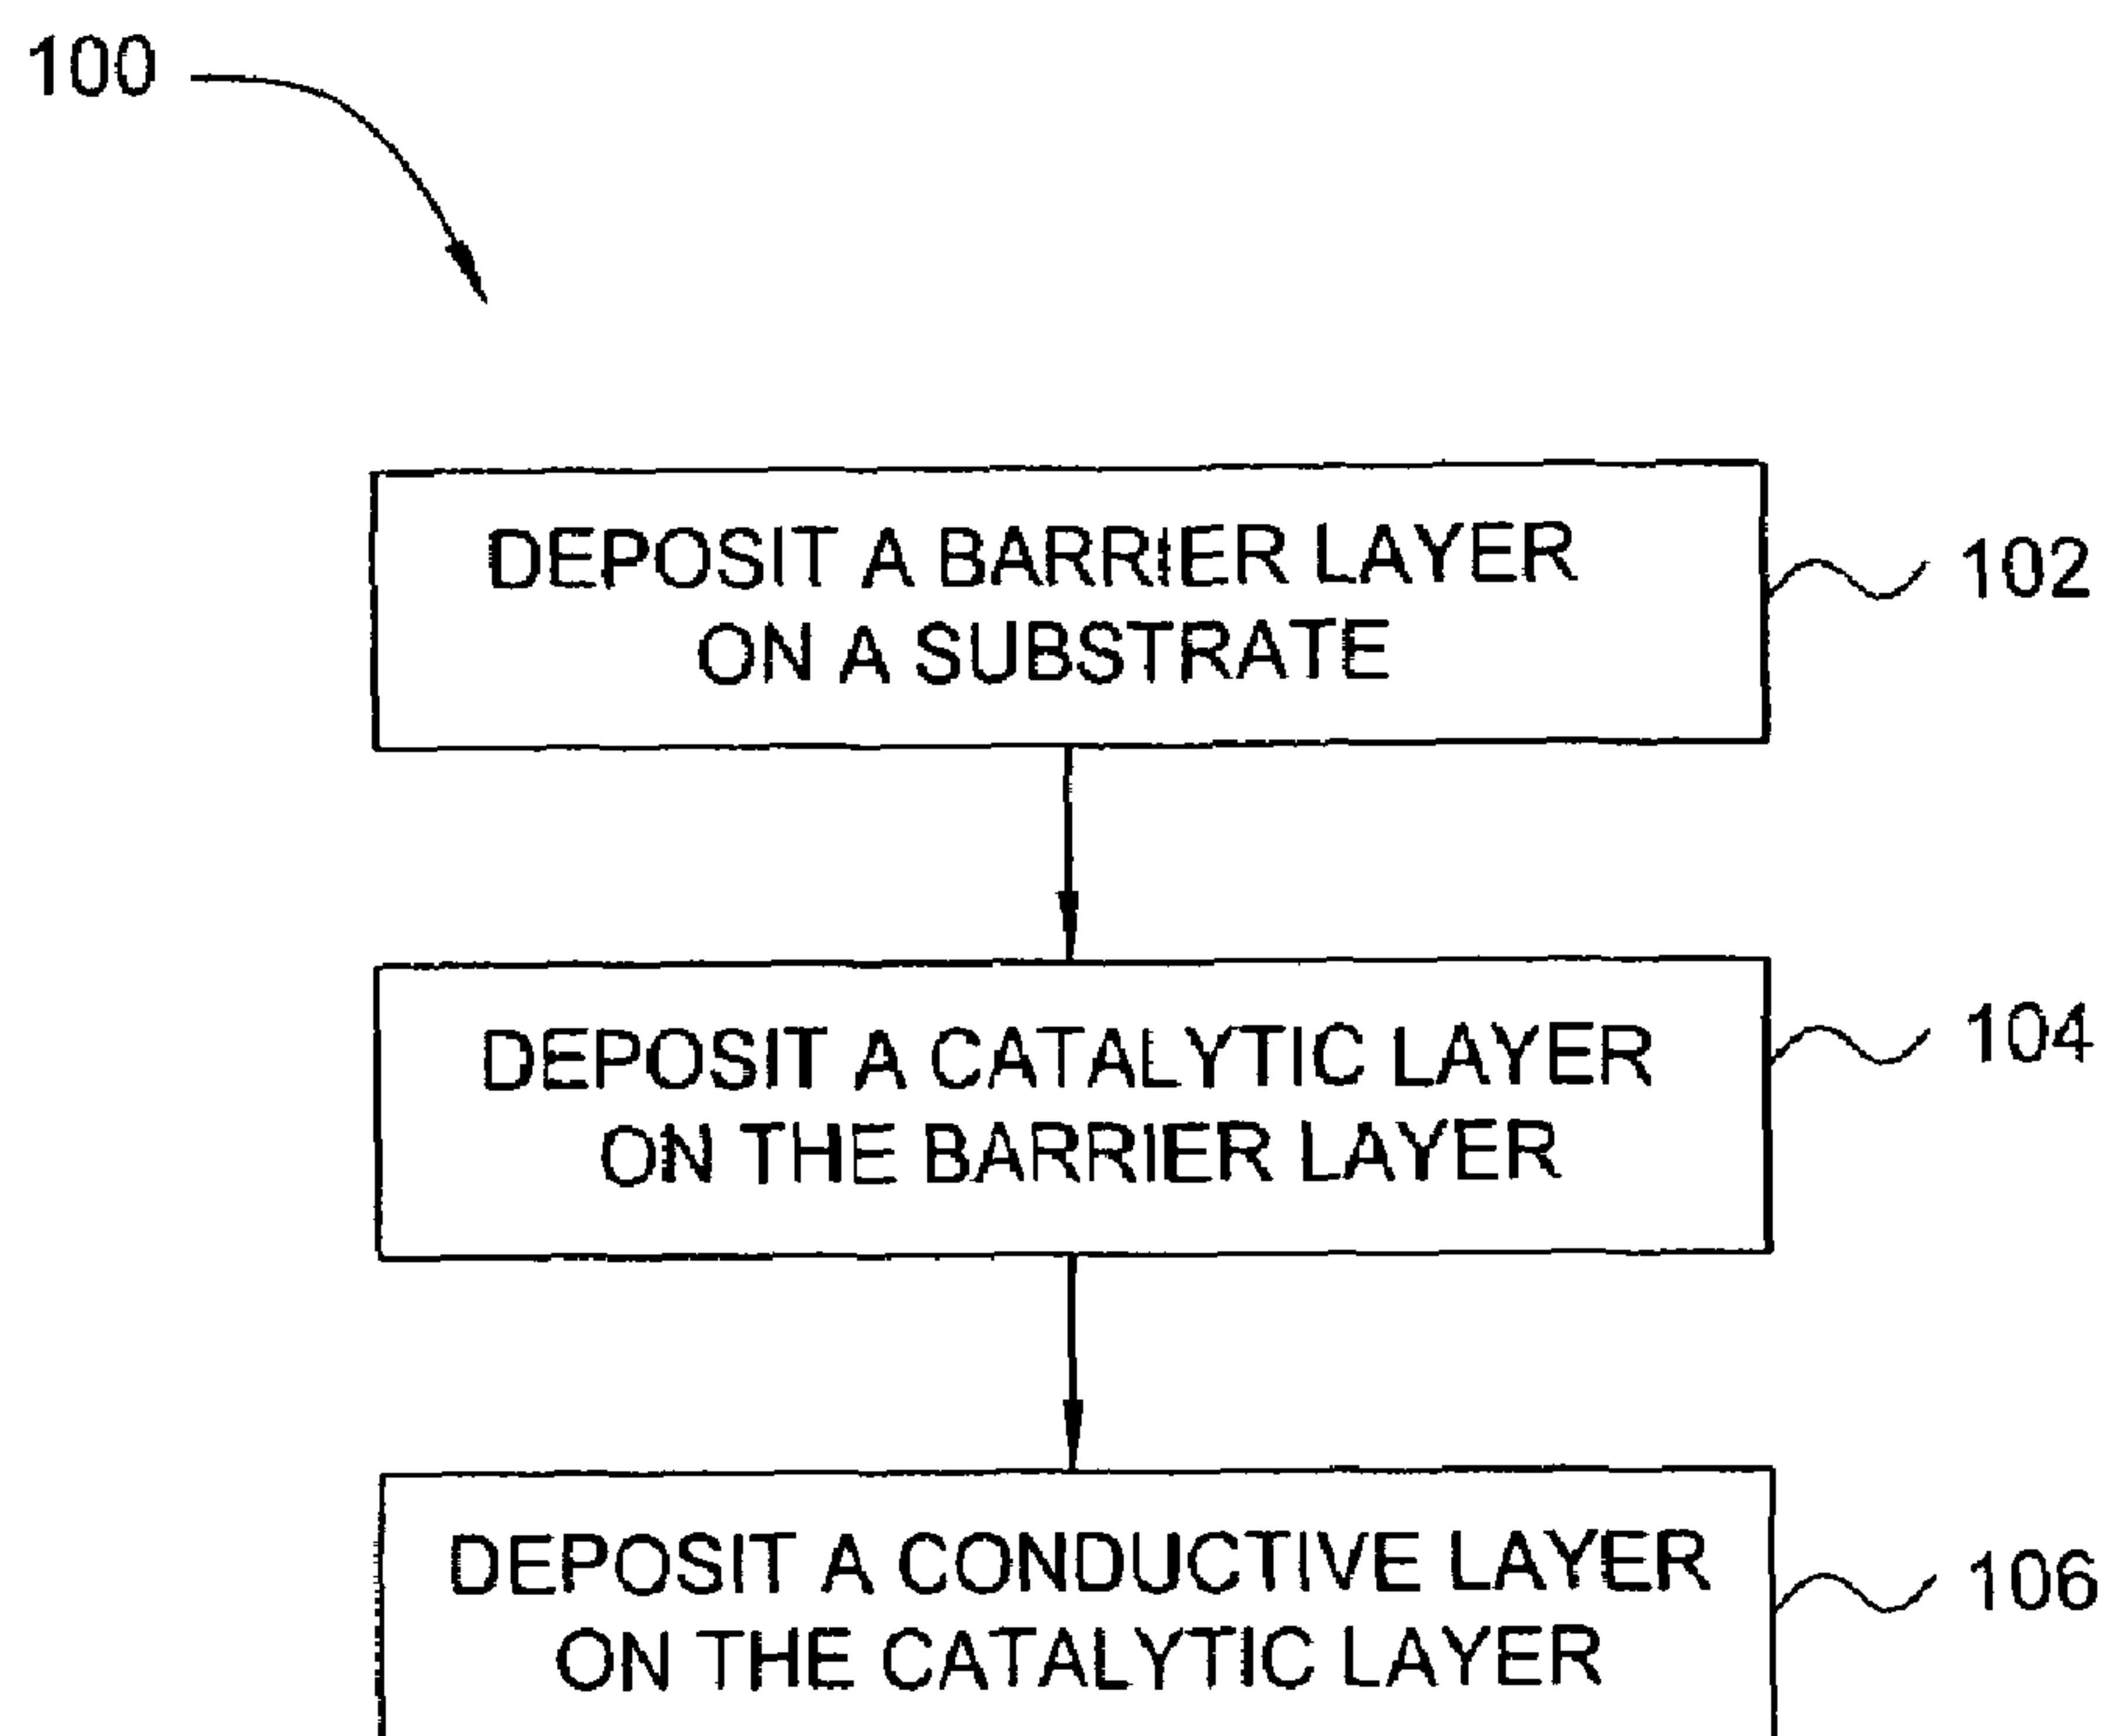 100
DEPOSIT A BARRIER LAYER
ON A SUBSTRATE
102
DEPOSIT A CATALYTIC LAYER
ON THE BARRIER LAYER
104
DEPOSIT A CONDUCTIVE LAYER
ON THE CATALYTIC LAYER
106